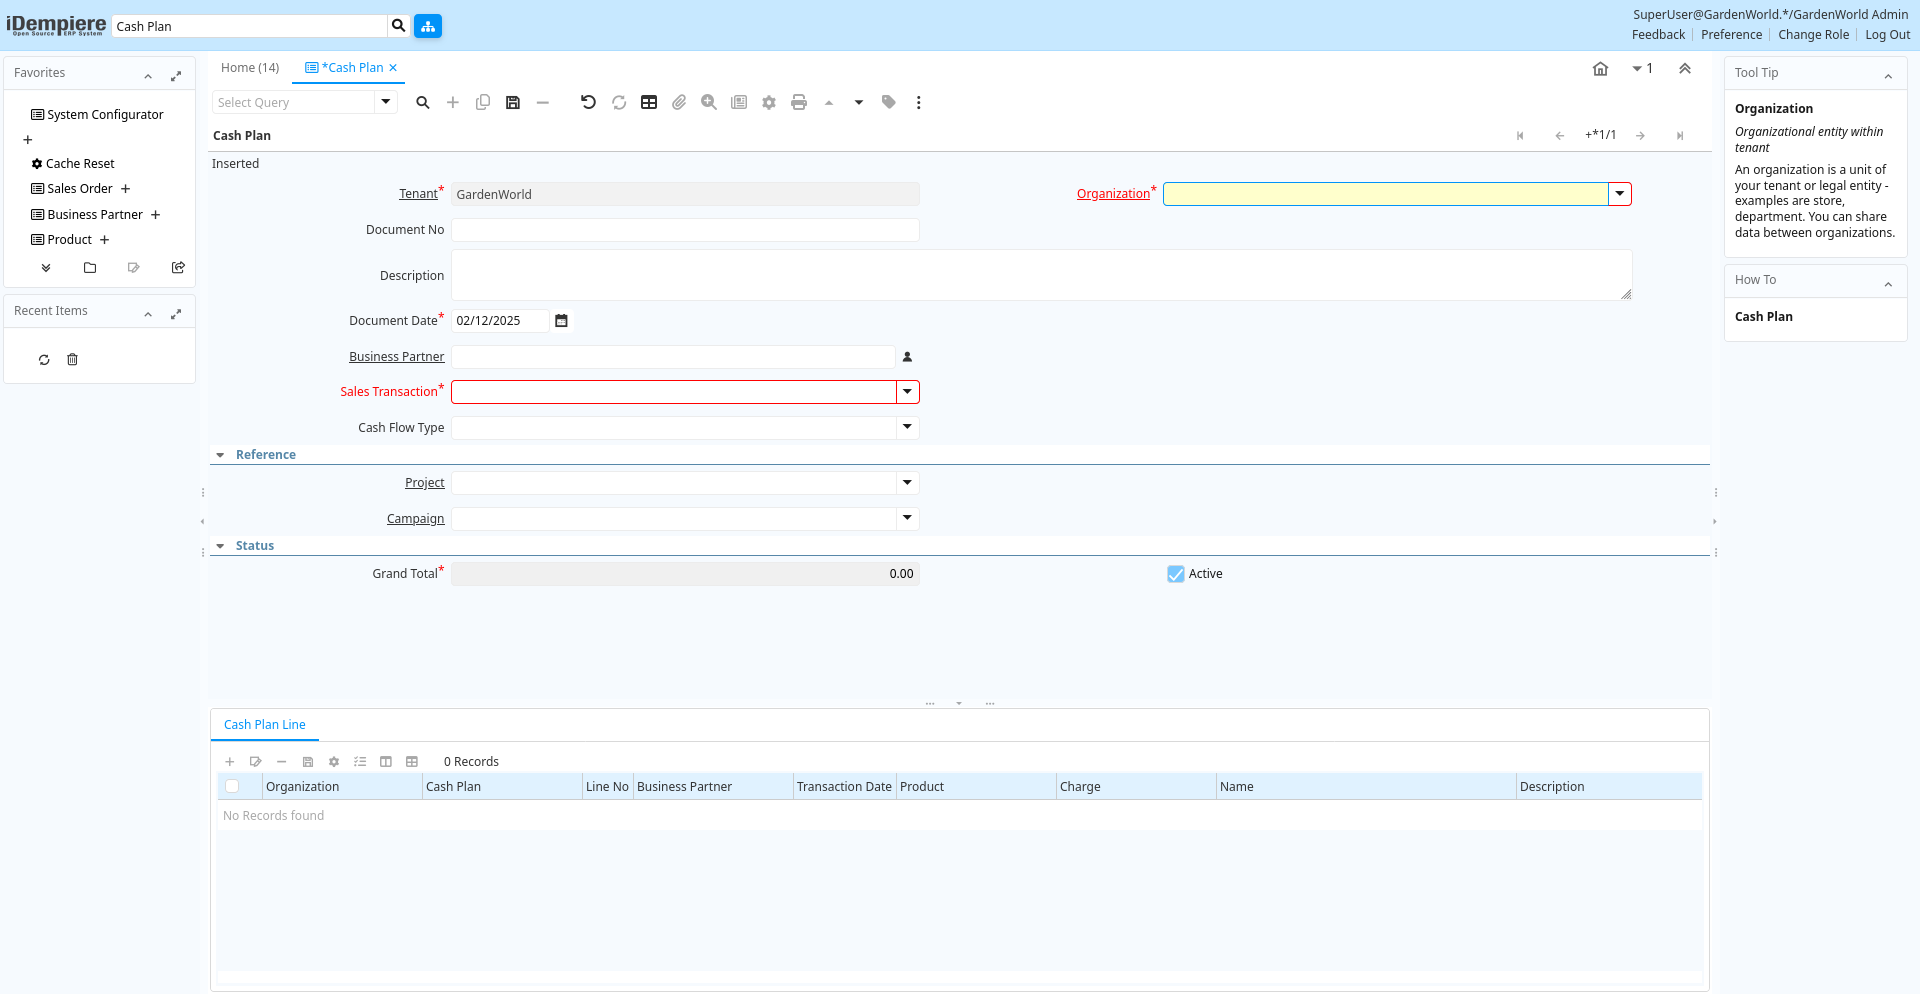 iDempiere
Open Source ERP System
Cash Plan
SuperUser@GardenWorld.*/GardenWorld Admin
Feedback
Preference
Change Role
Log Out
Favorites
System Configurator
Cache Reset
Sales Order
Business Partner
Product
Recent Items
Home (14)
*Cash Plan
1
Select Query
Cash Plan
+*1/1
Inserted
Tenant*
GardenWorld
Organization*
Document No
Description
Document Date*
02/12/2025
Business Partner
Sales Transaction*
Cash Flow Type
Reference
Project
Campaign
Status
Grand Total*
0.00
Active
Cash Plan Line
0 Records
Organization
Cash Plan
Line No
Business Partner
Transaction Date
Product
Charge
Name
Description
No Records found
Tool Tip
Organization
Organizational entity within
tenant
An organization is a unit of
your tenant or legal entity -
examples are store,
department. You can share
data between organizations.
How To
Cash Plan